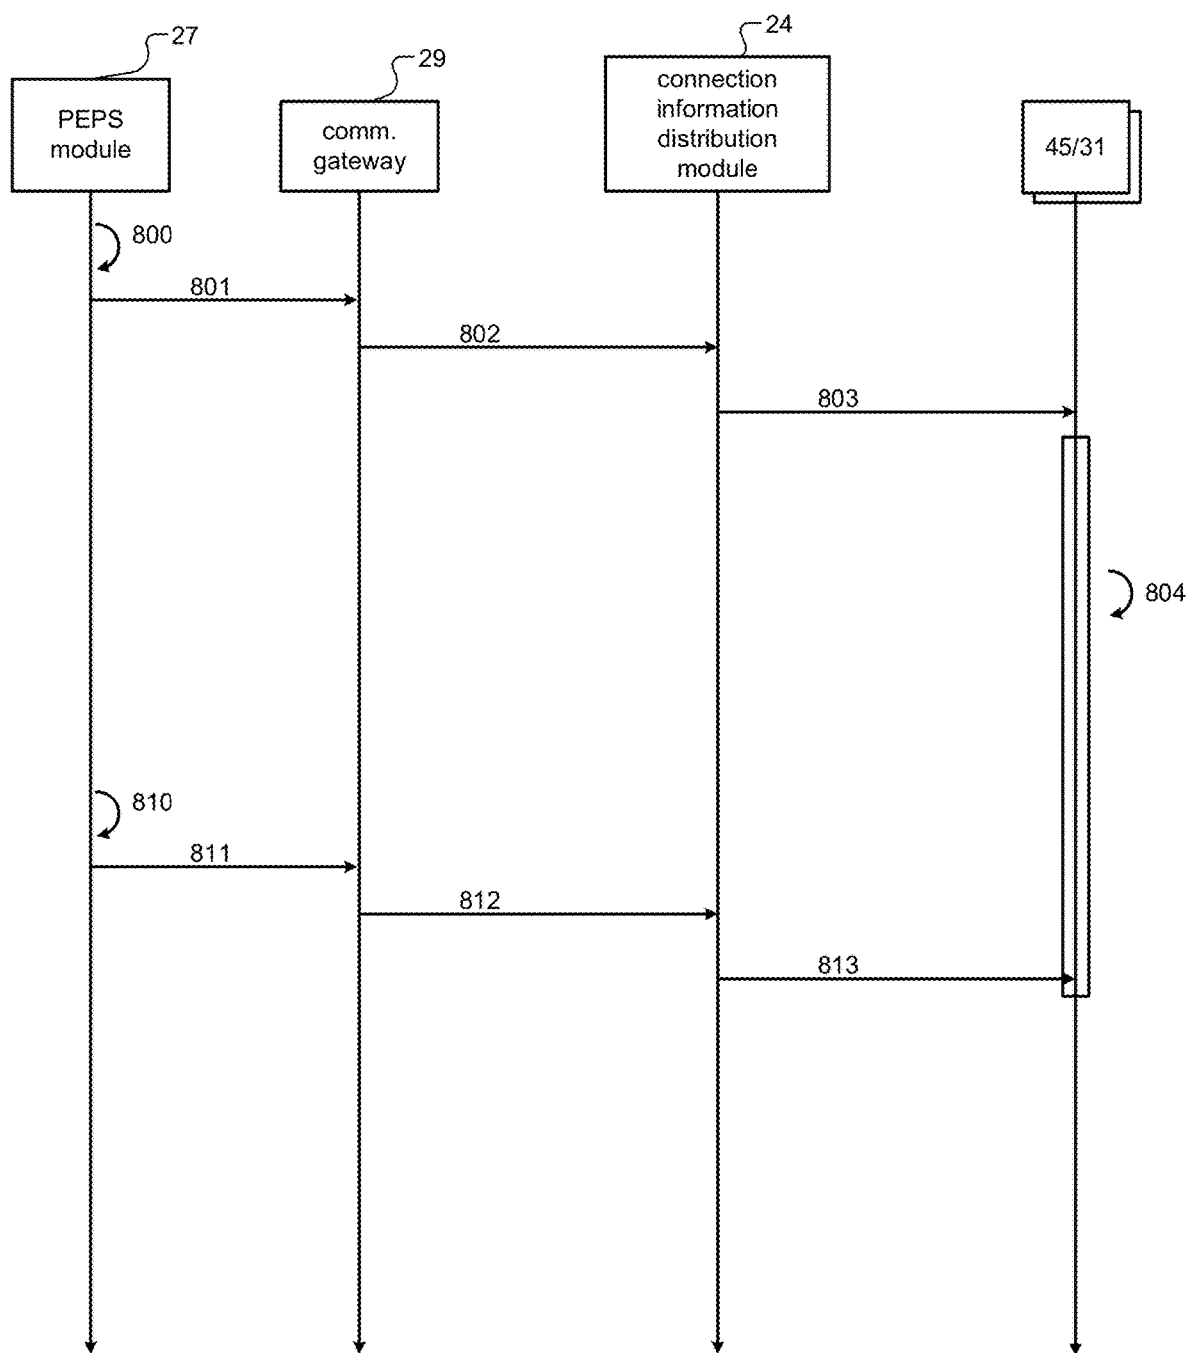 27
29
24
PEPS
module
comm.
gateway
connection
information
distribution
module
45/31
800
801
802
803
804
810
811
812
813